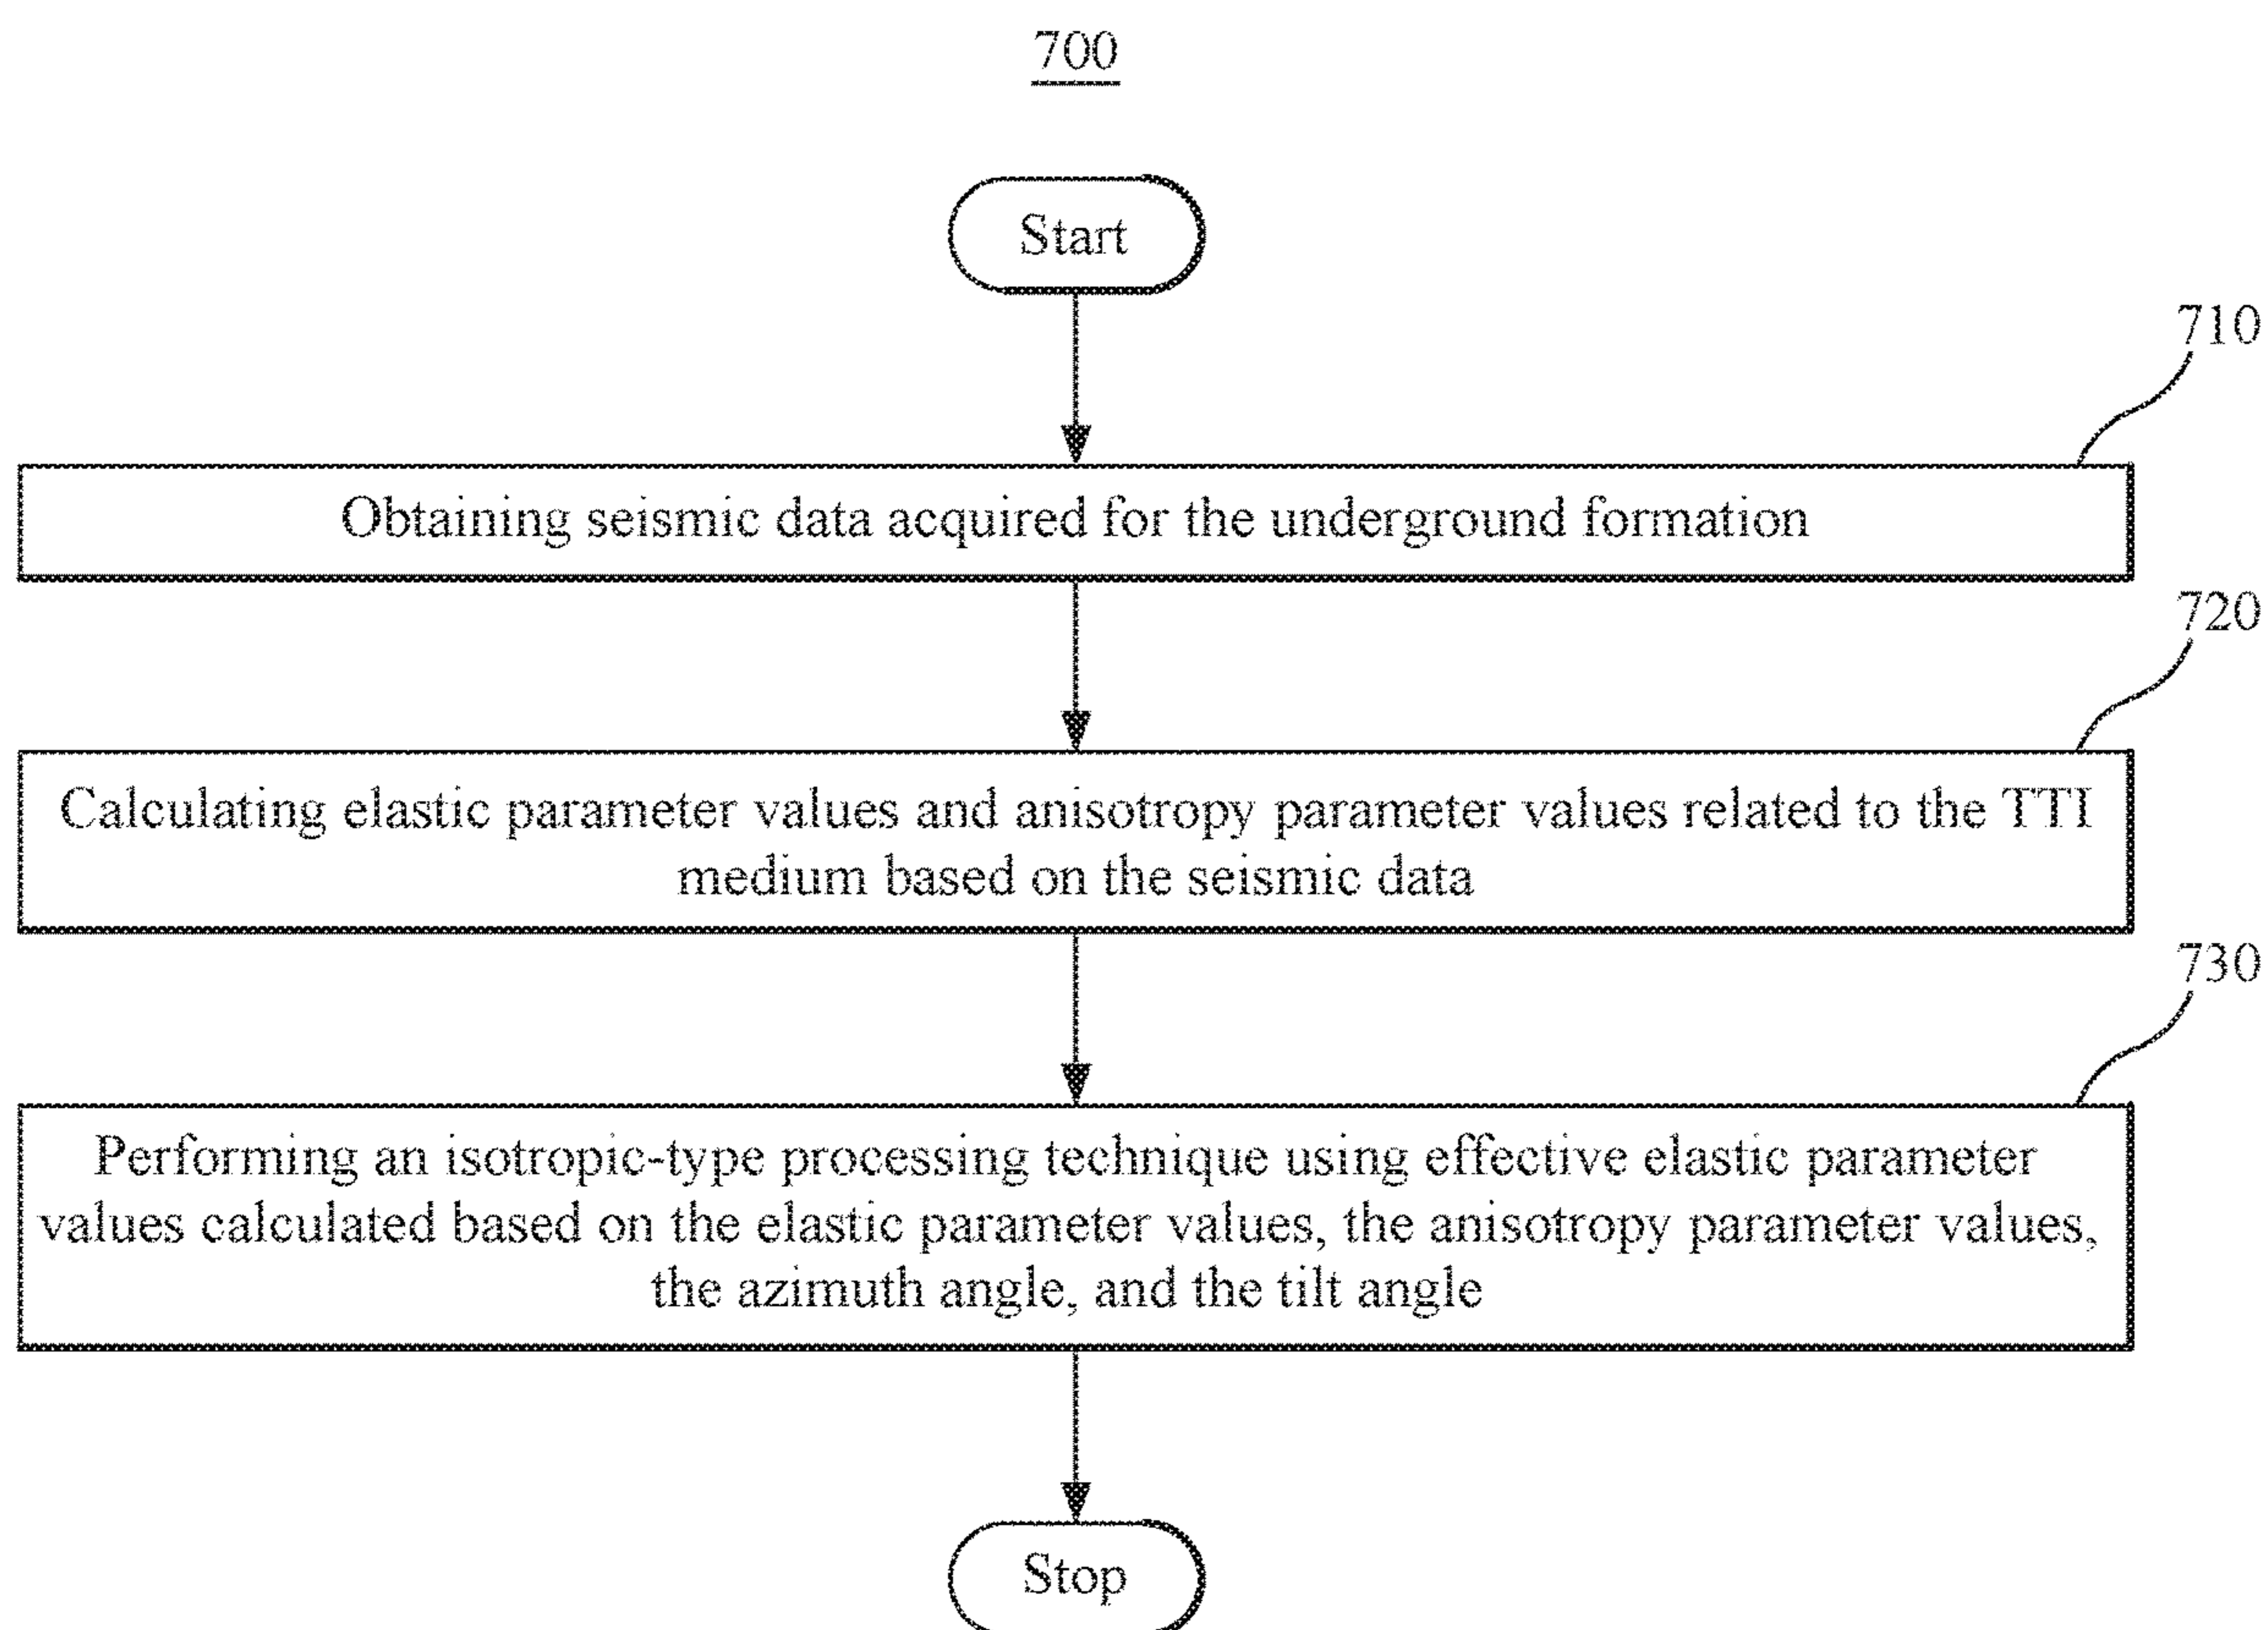 700
Start
710
Obtaining seismic data acquired for the underground formation
720
Calculating elastic parameter values and anisotropy parameter values related to the TTI
medium based on the seismic data
730
Performing an isotropic-type processing technique using effective elastic parameter
values calculated based on the elastic parameter values, the anisotropy parameter values,
the azimuth angle, and the tilt angle
Stop